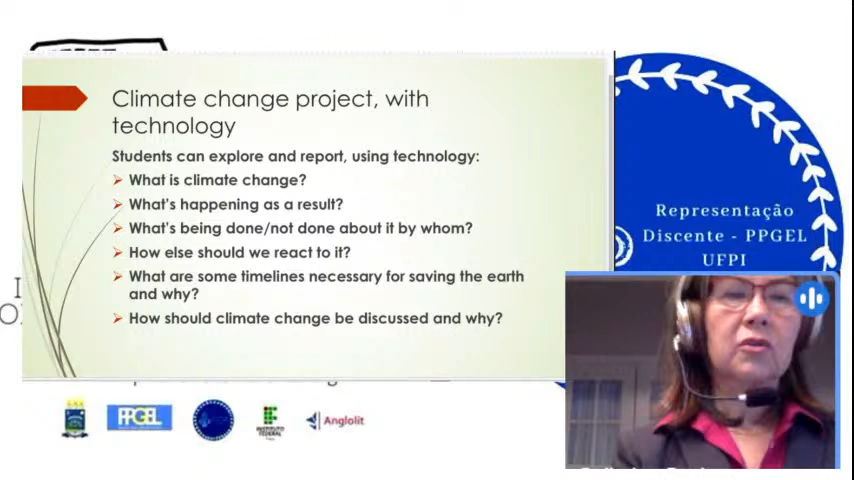 Climate change project, with
technology
Students can explore and report, using technology:
What is climate change?
What's happening as a result?
What's being done/not done about it by whom?
How else should we react to it?
What are some timelines necessary for saving the earth
and why?
How should climate change be discussed and why?
Representação
Discente - PPGEL
UFPI
PPGEL
INSTITUTO
FEDERAL
Anglolit